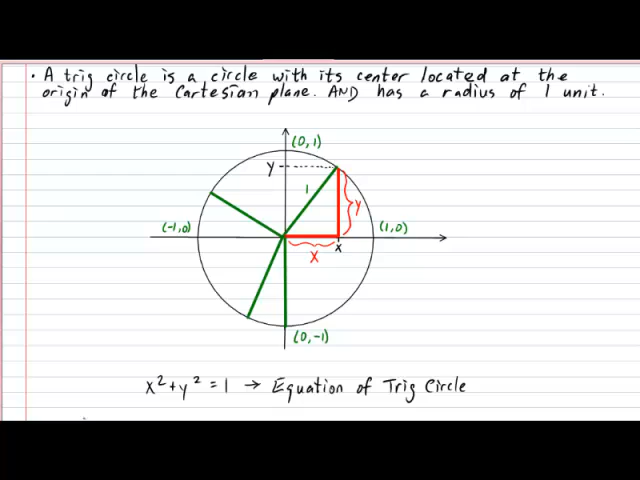 · A trig circle is a circle with its center located at the
origin of the Cartesian plane. AND has a radius of 1 unit.
(0,1)
Y
1
Y
(-1,0)
(1,0)
X
x
(0,-1)
x² + y² = 1 → Equation of Trig Circle